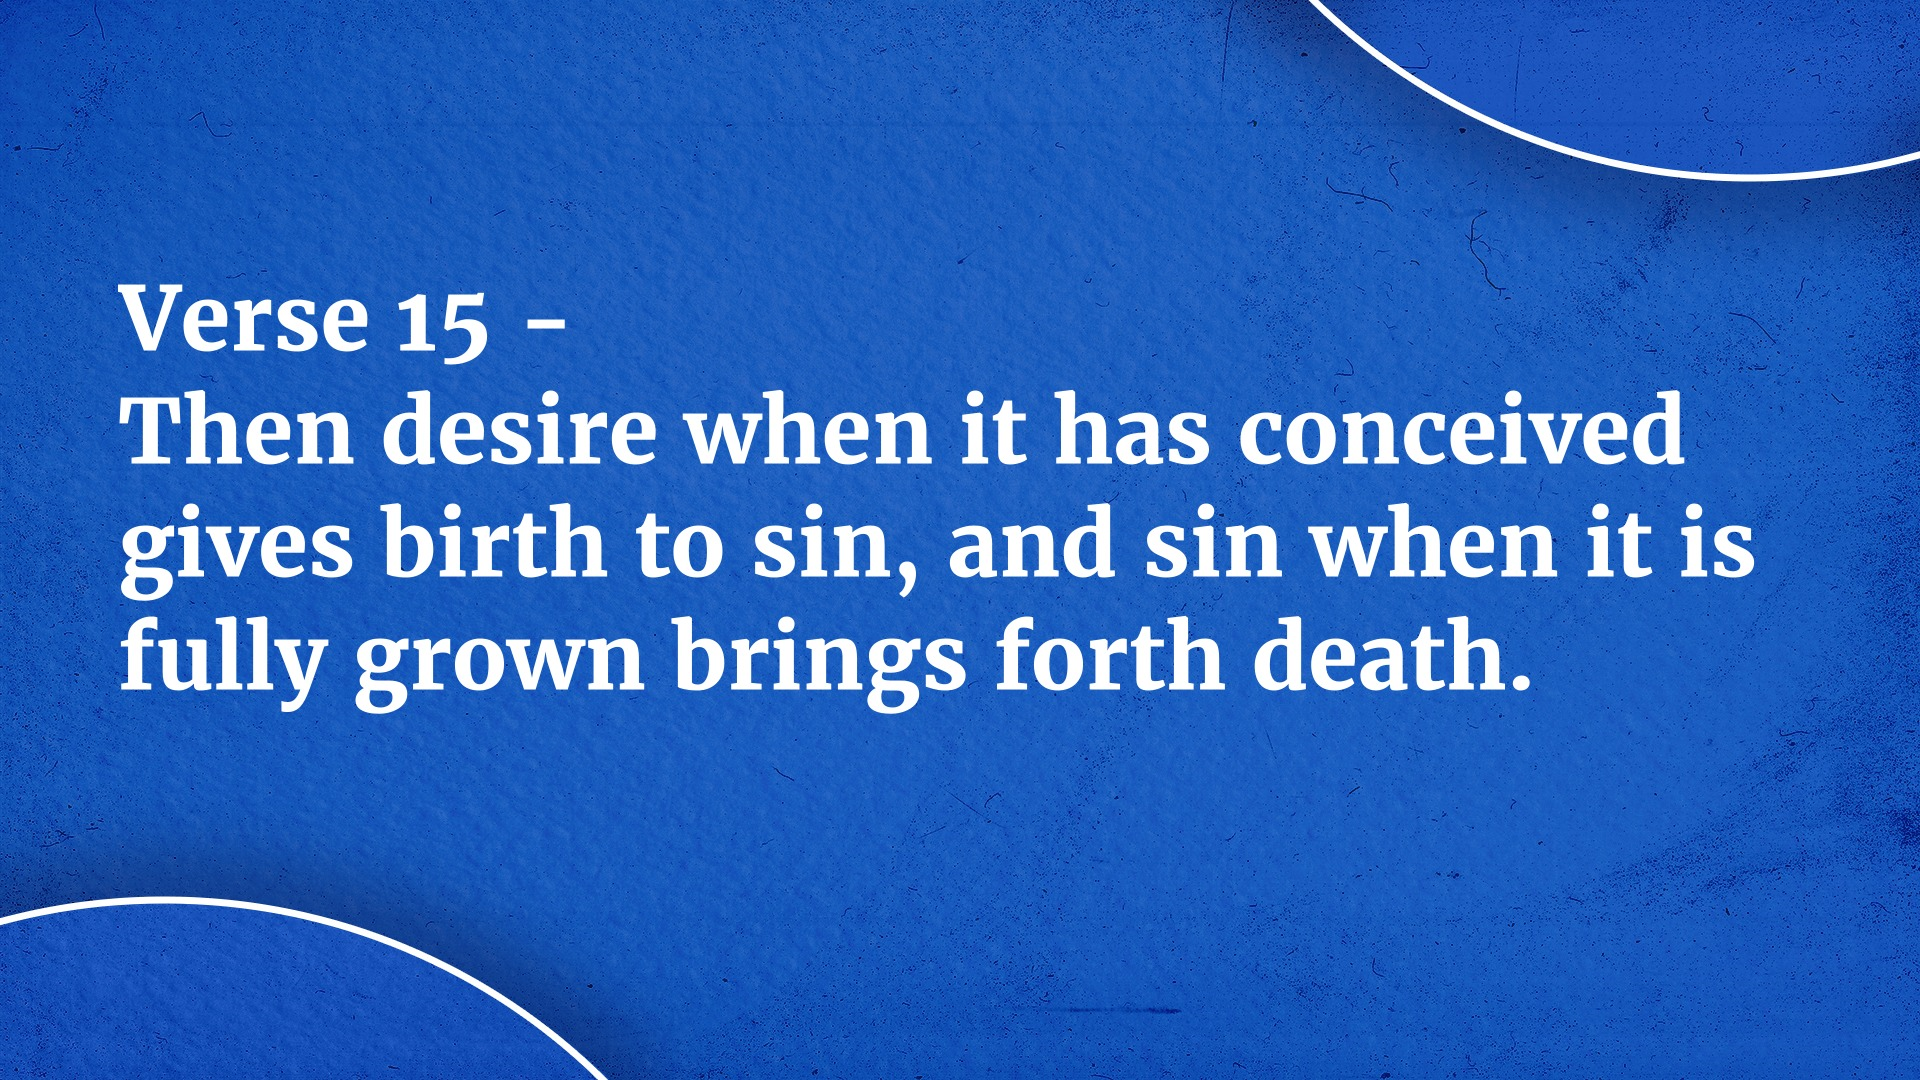 Verse 15 -
Then desire when it has conceived
gives birth to sin, and sin when it is
fully grown brings forth death.